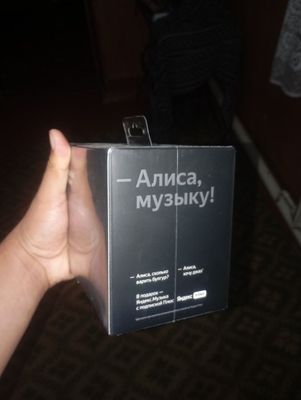 — Алиса,
музыку!
— Алиса, сколько
варить булгур?
— Алиса,
хочу джаз!
В подарок —
Яндекс.Музыка
с подпиской Плюс
Яндекс